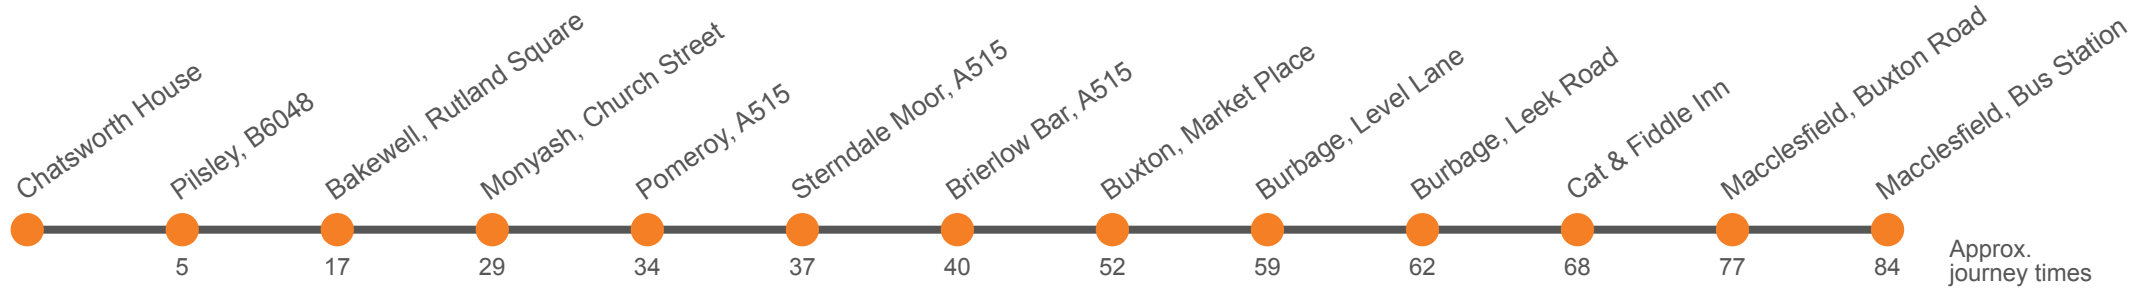 Chatsworth House
Pilsley, B6048
Bakewell, Rutland Square
Monyash, Church Street
Pomeroy, A515
Sterndale Moor, A515
Brierlow Bar, A515
Buxton, Market Place
Burbage, Level Lane
Burbage, Leek Road
Cat & Fiddle Inn
Macclesfield, Buxton Road
Macclesfield, Bus Station
5 17 29 34 37 40 52 59 62 68 77 84
Approx.
journey times